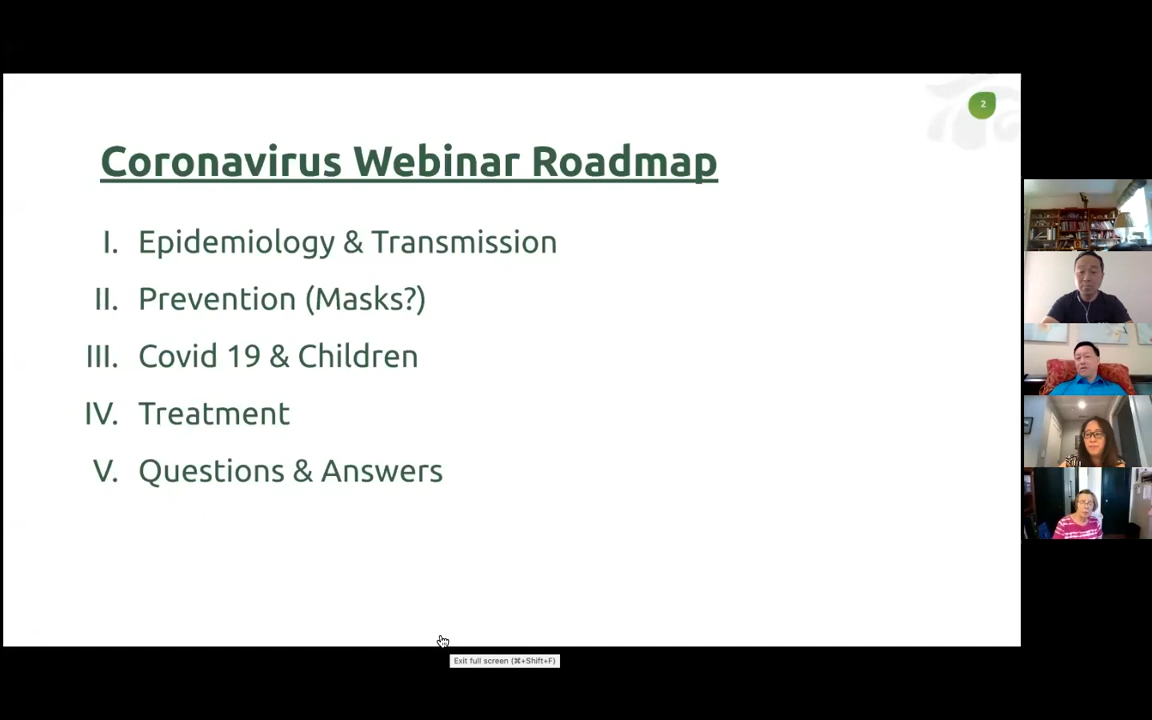 2
Coronavirus Webinar Roadmap
I. Epidemiology & Transmission
II. Prevention (Masks?)
III. Covid 19 & Children
IV. Treatment
V. Questions & Answers
Exit full screen (⌘+Shift+F)